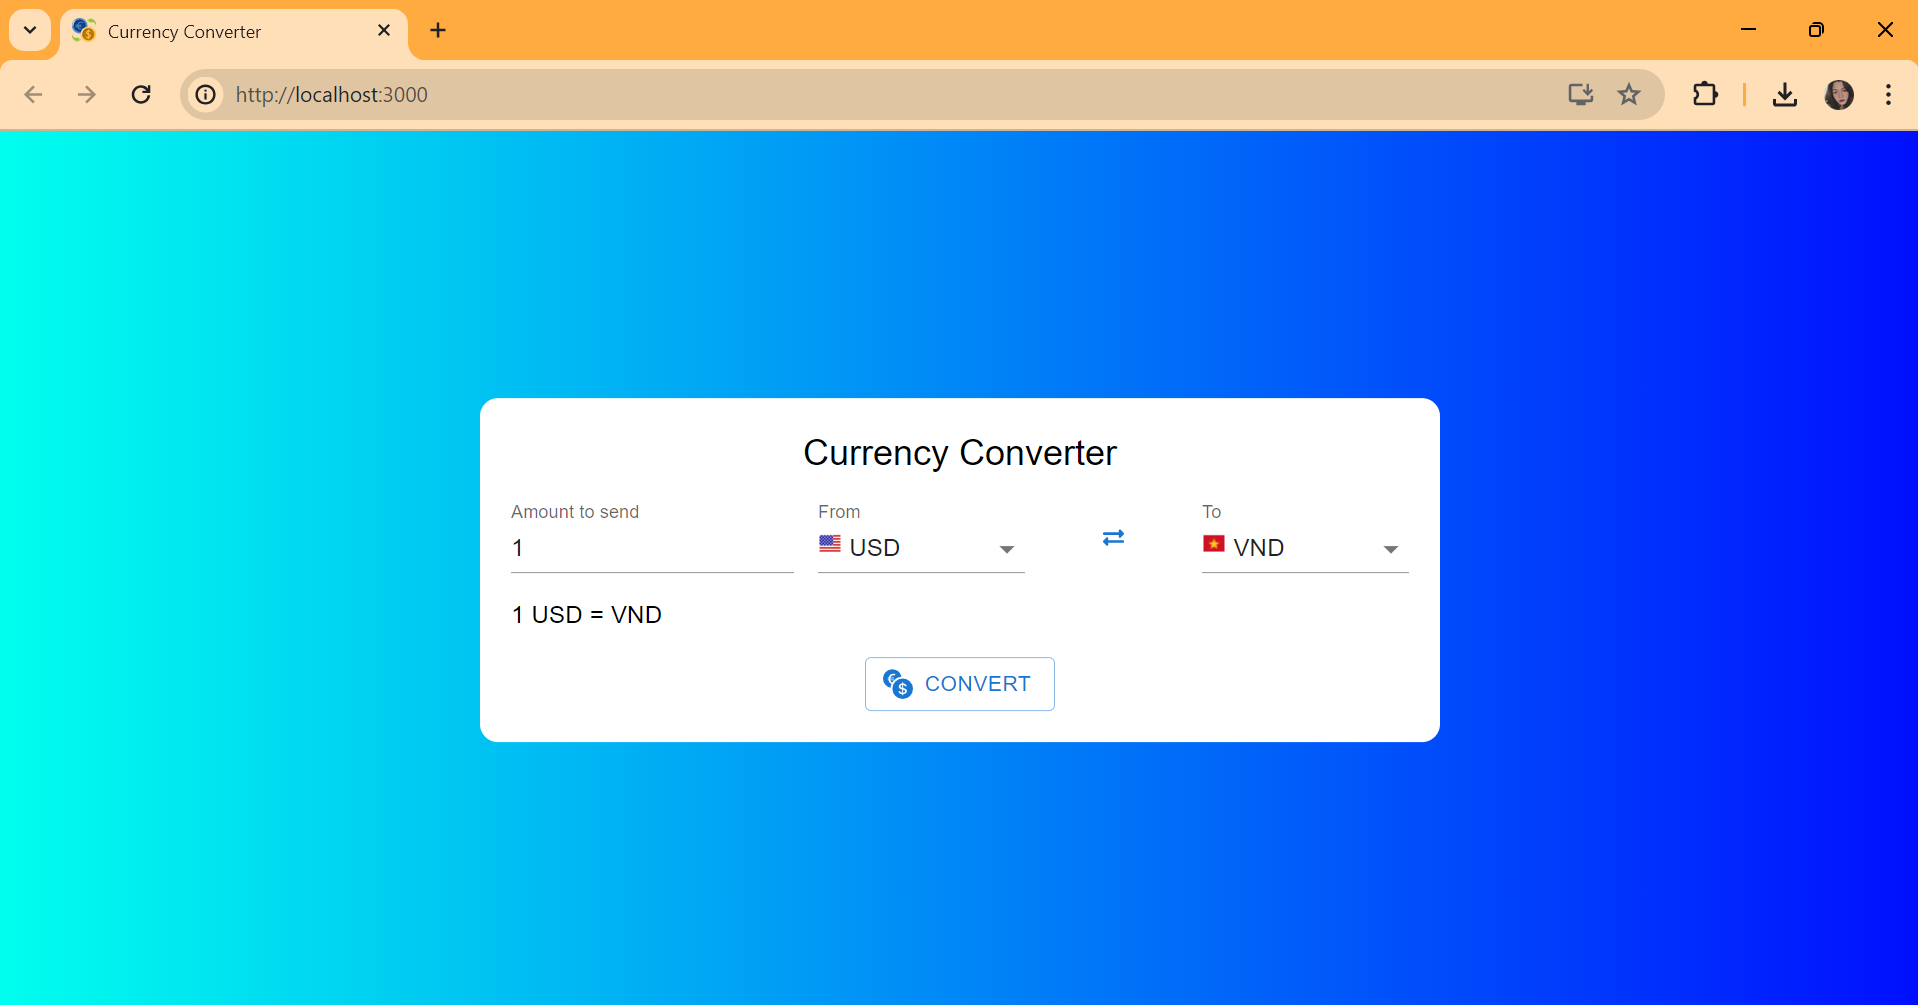 Currency Converter
http://localhost:3000
Currency Converter
Amount to send
From
To
1
USD
VND
1 USD = VND
€ $ CONVERT